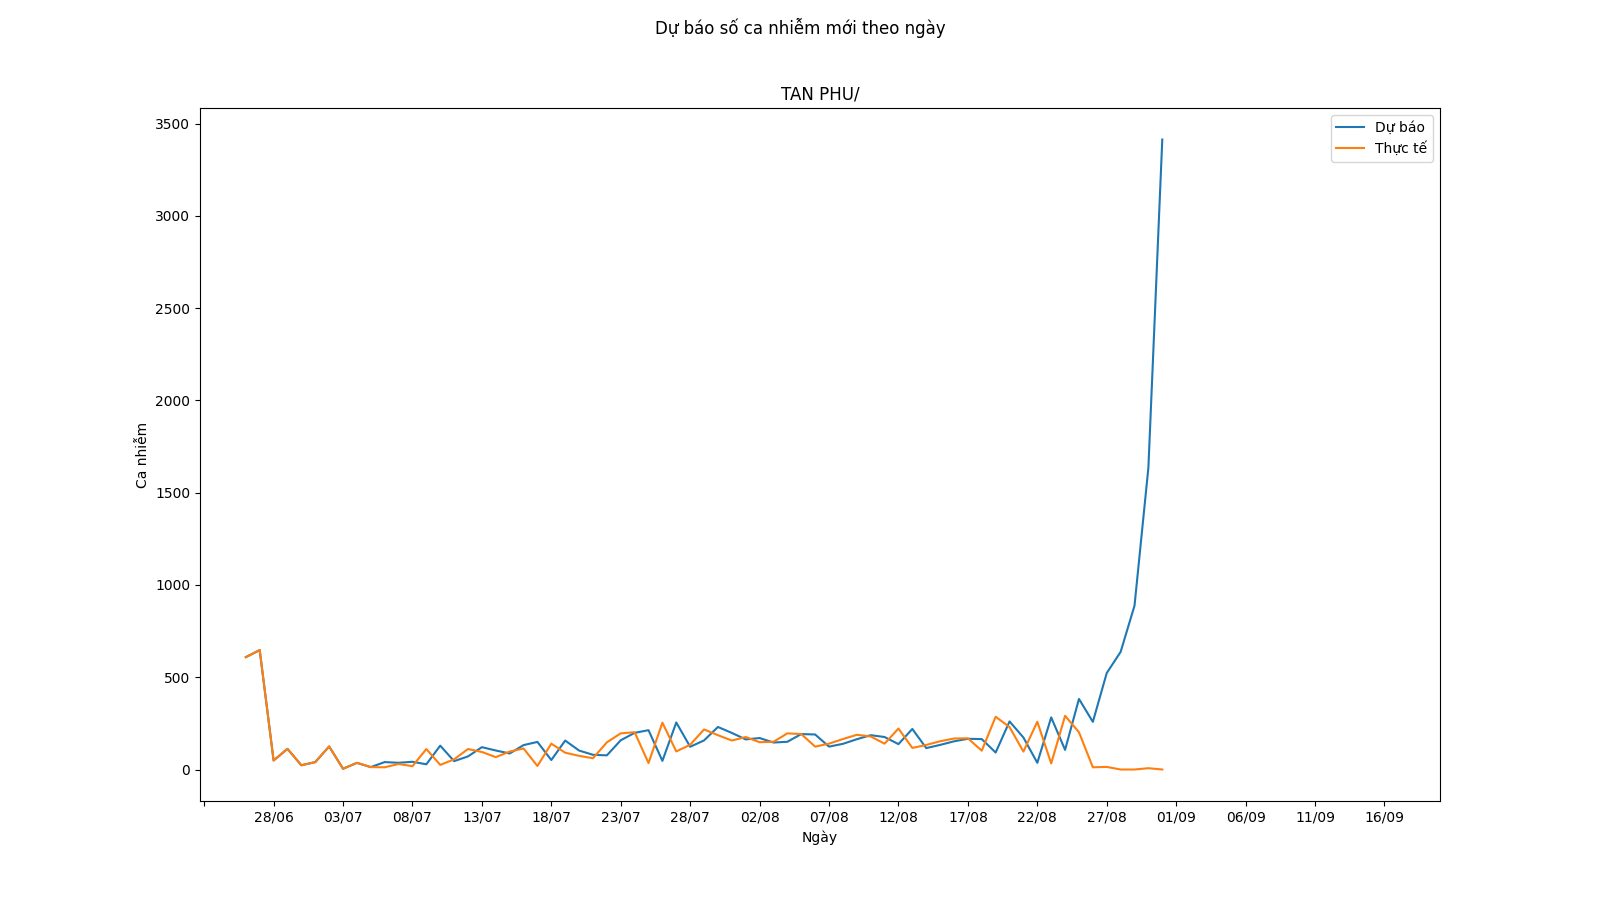 Dự báo số ca nhiễm mới theo ngày
TAN PHU/
Dự báo
Thực tế
3500
3000
2500
2000
1500
1000
500
0
Ca nhiễm
28/06 03/07 08/07 13/07 18/07 23/07 28/07 02/08 07/08 12/08 17/08 22/08 27/08 01/09 06/09 11/09 16/09
Ngày